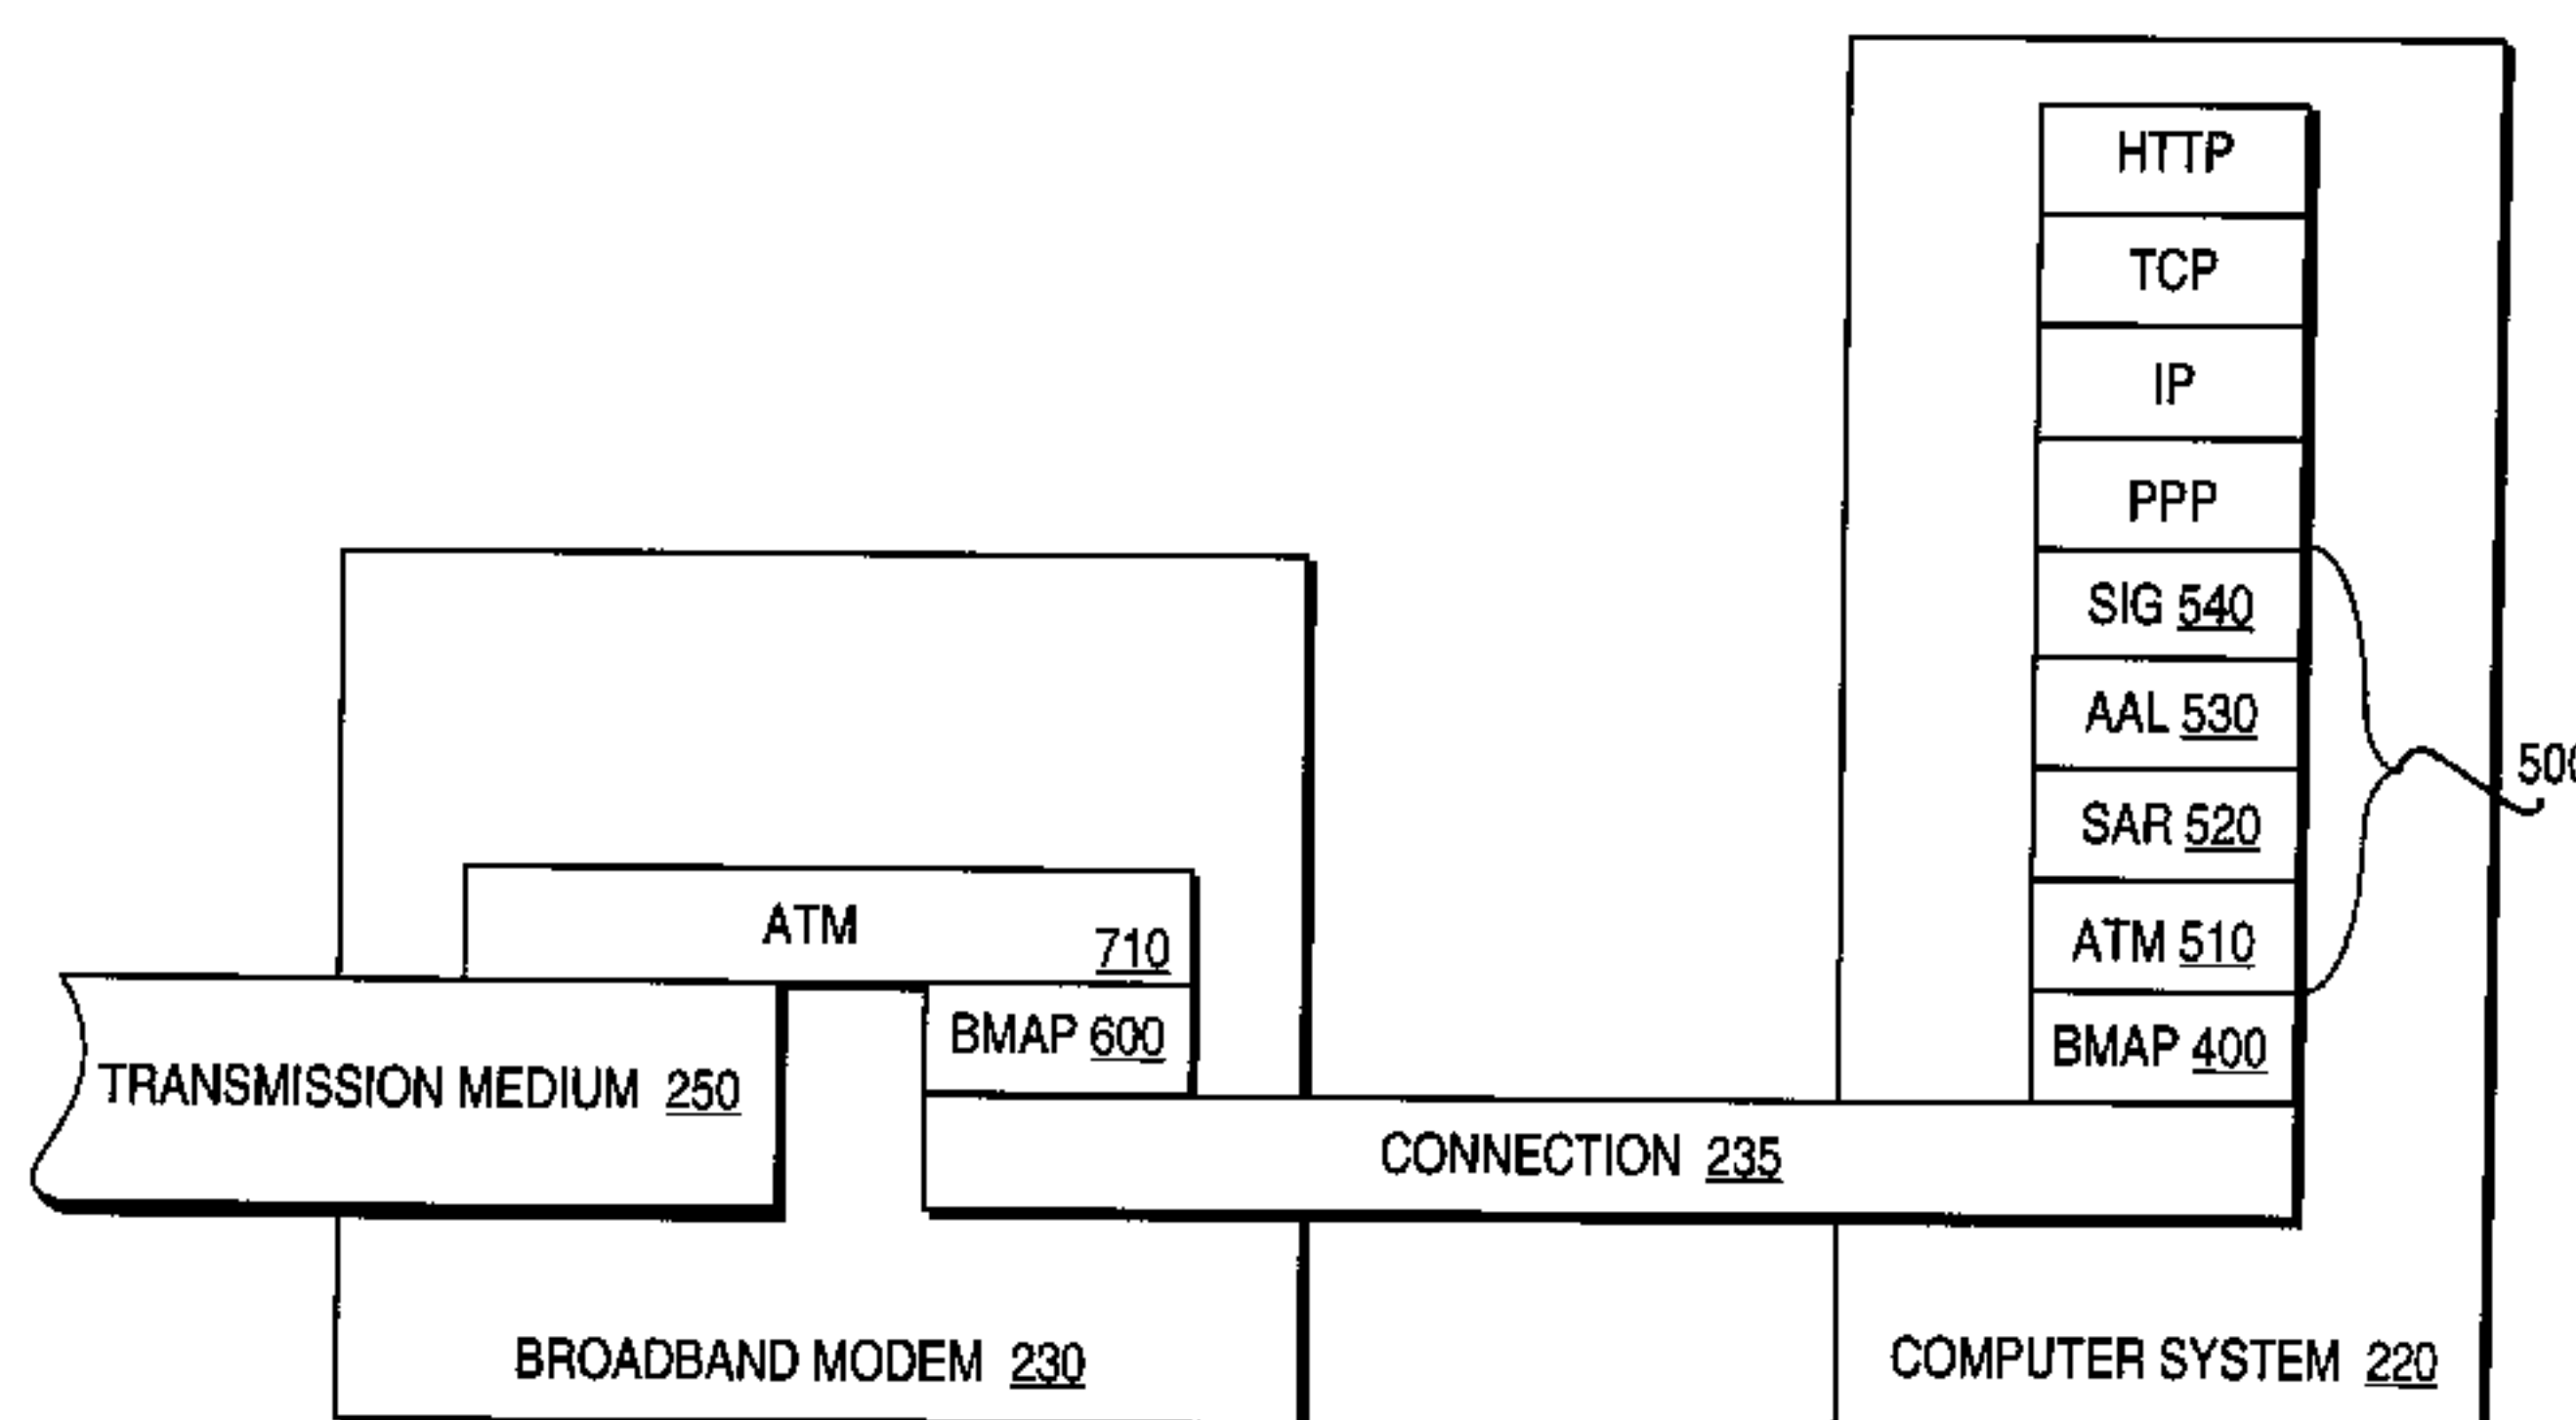 HTTP
TCP
IP
PPP
SIG 540
AAL 530
SAR 520
ATM 510
BMAP 400
500
ATM
710
BMAP 600
TRANSMISSION MEDIUM 250
CONNECTION 235
BROADBAND MODEM 230
COMPUTER SYSTEM 220